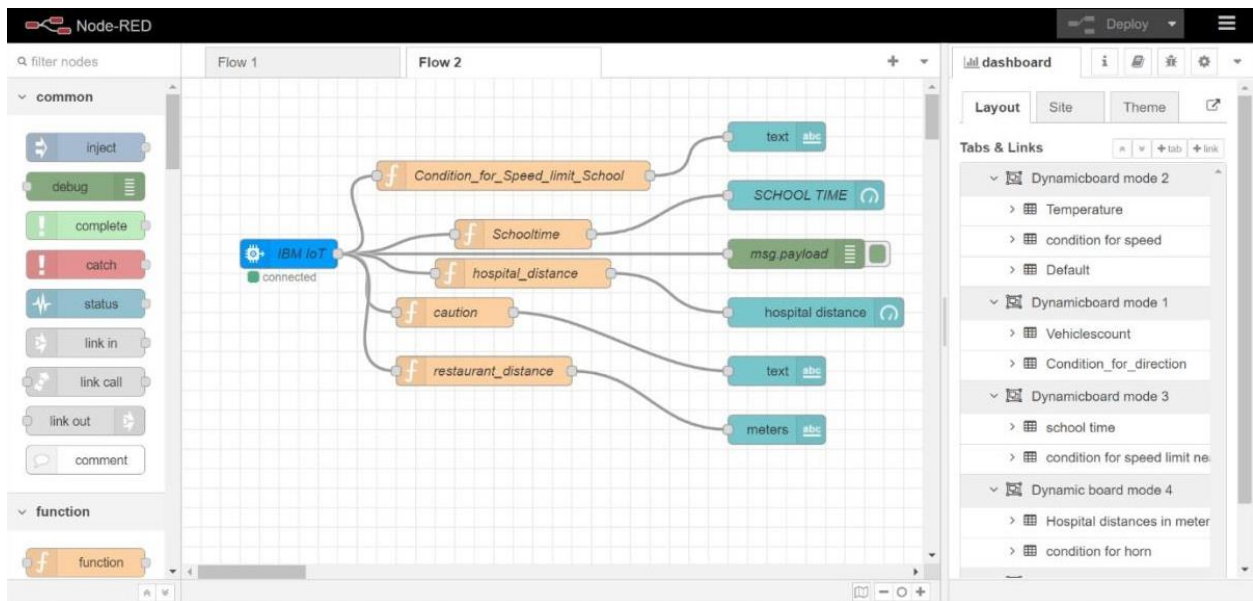 Node-RED
Deploy
filter nodes
common
inject
debug
complete
catch
status
link in
link call
link out
comment
function
function
Flow 1
Flow 2
Condition_for_Speed_limit_School
Schooltime
IBM IoT
connected
hospital_distance
caution
restaurant_distance
text abc
SCHOOL TIME
msg.payload
hospital distance
text abc
meters abc
dashboard
i
Layout
Site
Theme
Tabs & Links
+ tab
+ link
Dynamicboard mode 2
Temperature
condition for speed
Default
Dynamicboard mode 1
Vehiclescount
Condition_for_direction
Dynamicboard mode 3
school time
condition for speed limit ne
Dynamic board mode 4
Hospital distances in meter
condition for horn